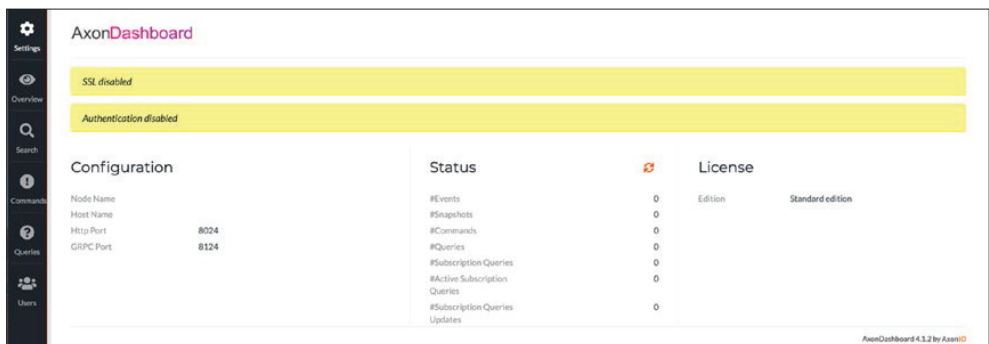 AxonDashboard
Settings
Overview
Search
Commands
Queries
Users
SSL disabled
Authentication disabled
Configuration
Node Name
Host Name
Http Port 8024
GRPC Port 8124
Status
#Events 0
#Snapshots 0
#Commands 0
#Queries 0
#Subscription Queries 0
#Active Subscription 0
Queries
#Subscription Queries 0
Updates
License
Edition Standard edition
AxonDashboard 4.1.2 by AxonIQ